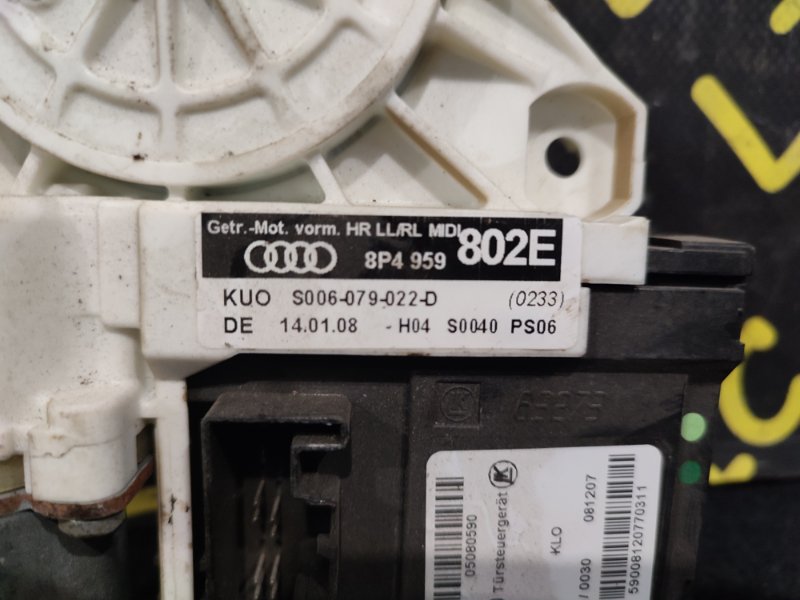 Getr.-Mot. vorm. HR LL/RL MIDI
8P4 959 802E
KUO S006-079-022-D (0233)
DE 14.01.08 - H04 S0040 PS06
05080590
Türsteuergerät
/ 0030
KLO
081207
59008120770311